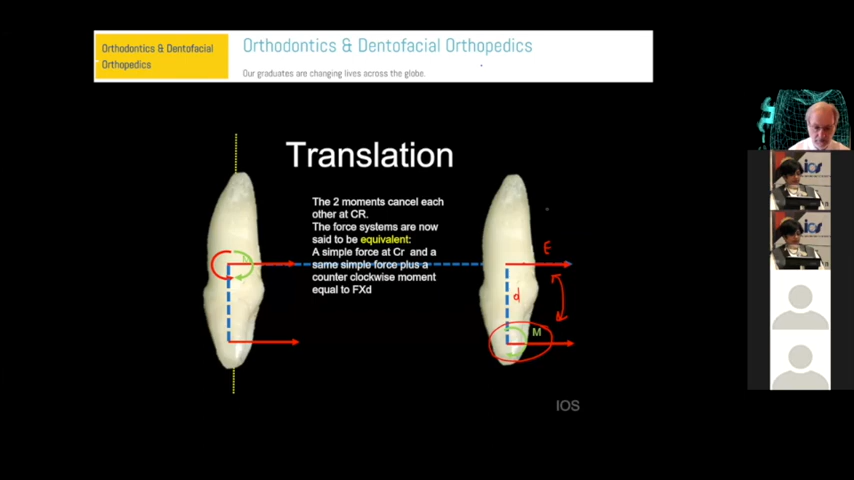 Orthodontics & Dentofacial
Orthopedics
Orthodontics & Dentofacial Orthopedics
Our graduates are changing lives across the globe.
Translation
The 2 moments cancel each
other at CR.
The force systems are now
said to be equivalent:
A simple force at Cr and a
same simple force plus a
counter clockwise moment
equal to FXd
F
d
M
IOS
ios
ios